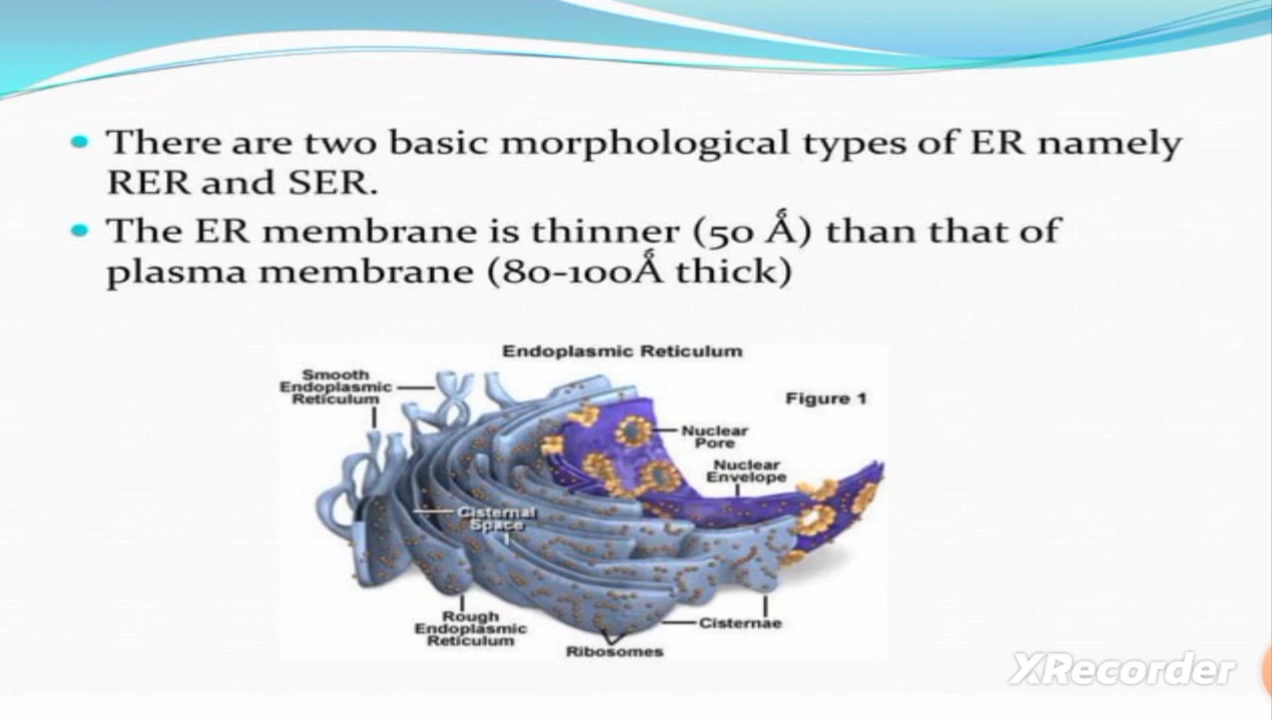 There are two basic morphological types of ER namely
RER and SER.
The ER membrane is thinner (50 Ǻ) than that of
plasma membrane (80-100Ǻ thick)
Endoplasmic Reticulum
Smooth
Endoplasmic
Reticulum
Figure 1
Nuclear
Pore
Nuclear
Envelope
Cisternal
Space
Rough
Endoplasmic
Reticulum
Cisternae
Ribosomes
XRecorder